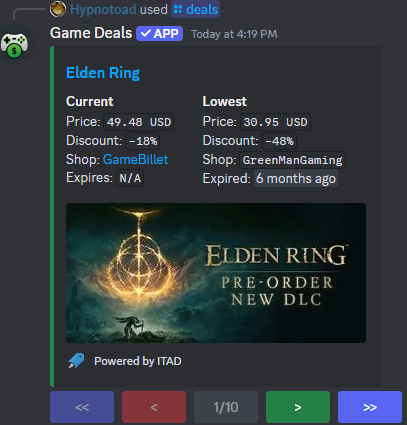 Hypnotoad used deals
Game Deals ✓ APP Today at 4:19 PM
Elden Ring
Current
Price: 49.48 USD
Discount: -18%
Shop: GameBillet
Expires: N/A
Lowest
Price: 30.95 USD
Discount: -48%
Shop: GreenManGaming
Expired: 6 months ago
ELDEN RING
PRE-ORDER
NEW DLC
Powered by ITAD
<< < 1/10 > >>